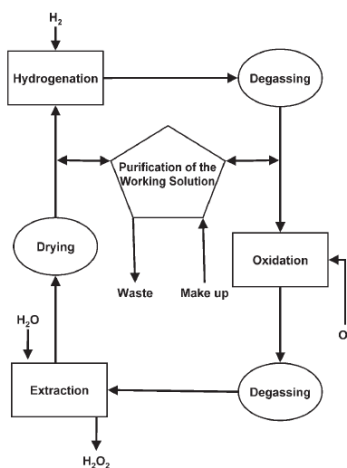 H₂
Hydrogenation
Degassing
Purification of the
Working Solution
Drying
Oxidation
Waste
Make up
H₂O
O
Extraction
Degassing
H₂O₂